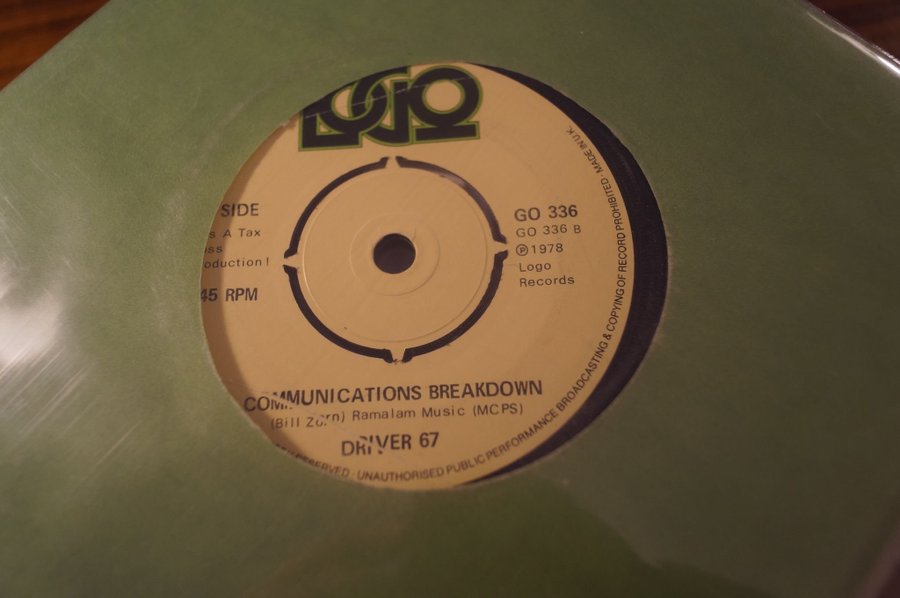 LOGO
SIDE
s A Tax
ss
oduction!
45 RPM
GO 336
GO 336 B
℗ 1978
Logo
Records
COMMUNICATIONS BREAKDOWN
(Bill Zorn) Ramalam Music (MCPS)
DRIVER 67
RESERVED · UNAUTHORISED PUBLIC PERFORMANCE BROADCASTING & COPYING OF RECORD PROHIBITED · MADE IN U.K.